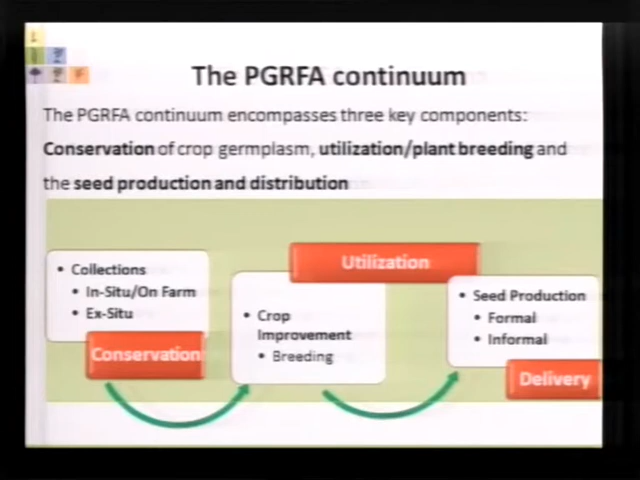 The PGRFA continuum
The PGRFA continuum encompasses three key components:
Conservation of crop germplasm, utilization/plant breeding and
the seed production and distribution
Utilization
• Collections
• In-Situ/On Farm
• Ex-Situ
Conservation
• Crop
Improvement
• Breeding
• Seed Production
• Formal
• Informal
Delivery